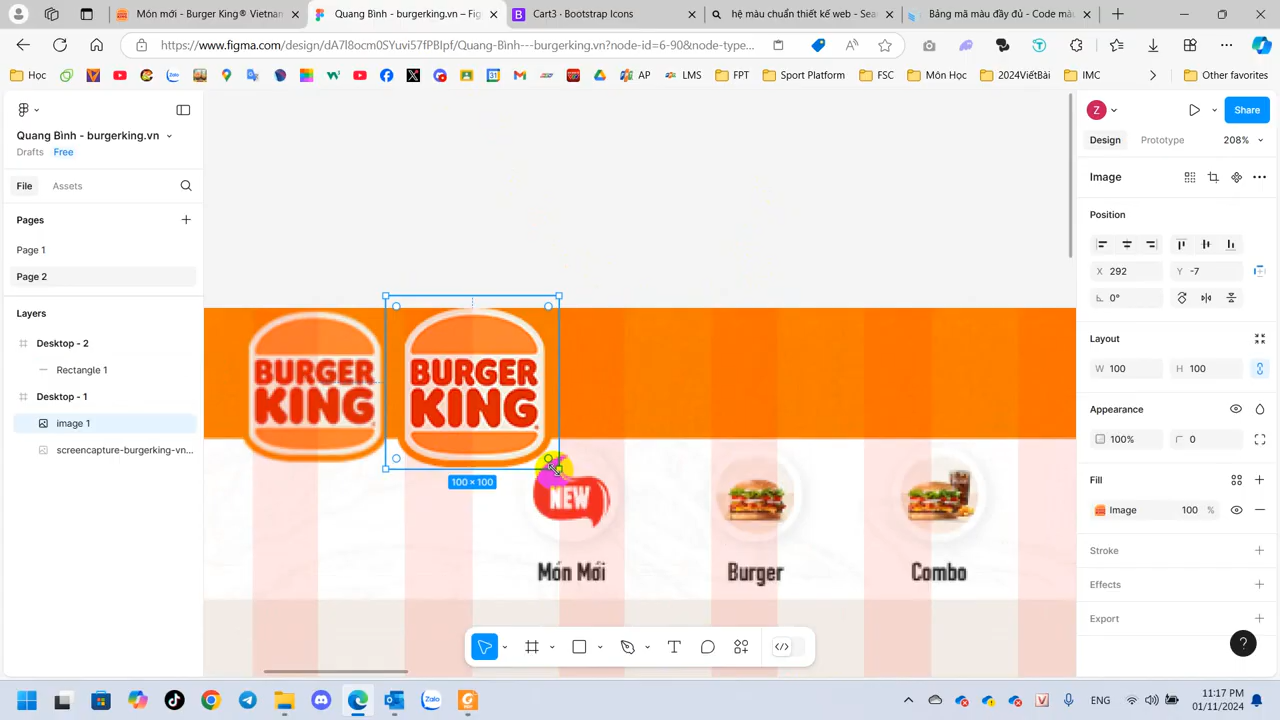 Món mới - Burger King® Vietnam
Quang Bình - burgerking.vn – Fig
Cart3 · Bootstrap Icons
hệ màu chuẩn thiết kế web - Sea
Bảng mã màu đầy đủ - Code màu
https://www.figma.com/design/dA7l8ocm0SYuvi57fPBIpf/Quang-Bình---burgerking.vn?node-id=6-90&node-type...
Học
AP
LMS
FPT
Sport Platform
FSC
Môn Học
2024ViếtBài
IMC
Other favorites
Quang Bình - burgerking.vn
Drafts
Free
File
Assets
Pages
Page 1
Page 2
Layers
Desktop - 2
Rectangle 1
Desktop - 1
image 1
screencapture-burgerking-vn...
BURGER
KING
BURGER
KING
100 × 100
NEW
Món Mới
Burger
Combo
Z
Share
Design
Prototype
208%
Image
Position
X 292
Y -7
0°
Layout
W 100
H 100
Appearance
100%
0
Fill
Image
100 %
Stroke
Effects
Export
?
Zalo
ENG
11:17 PM
01/11/2024